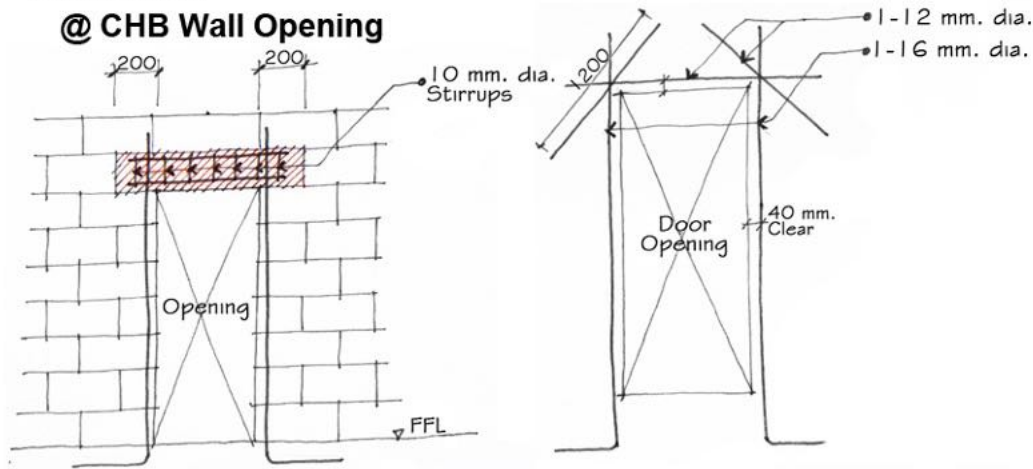 @ CHB Wall Opening
200
200
10 mm. dia.
Stirrups
Opening
FFL
1-12 mm. dia.
1-16 mm. dia.
1200
Door
Opening
40 mm.
Clear